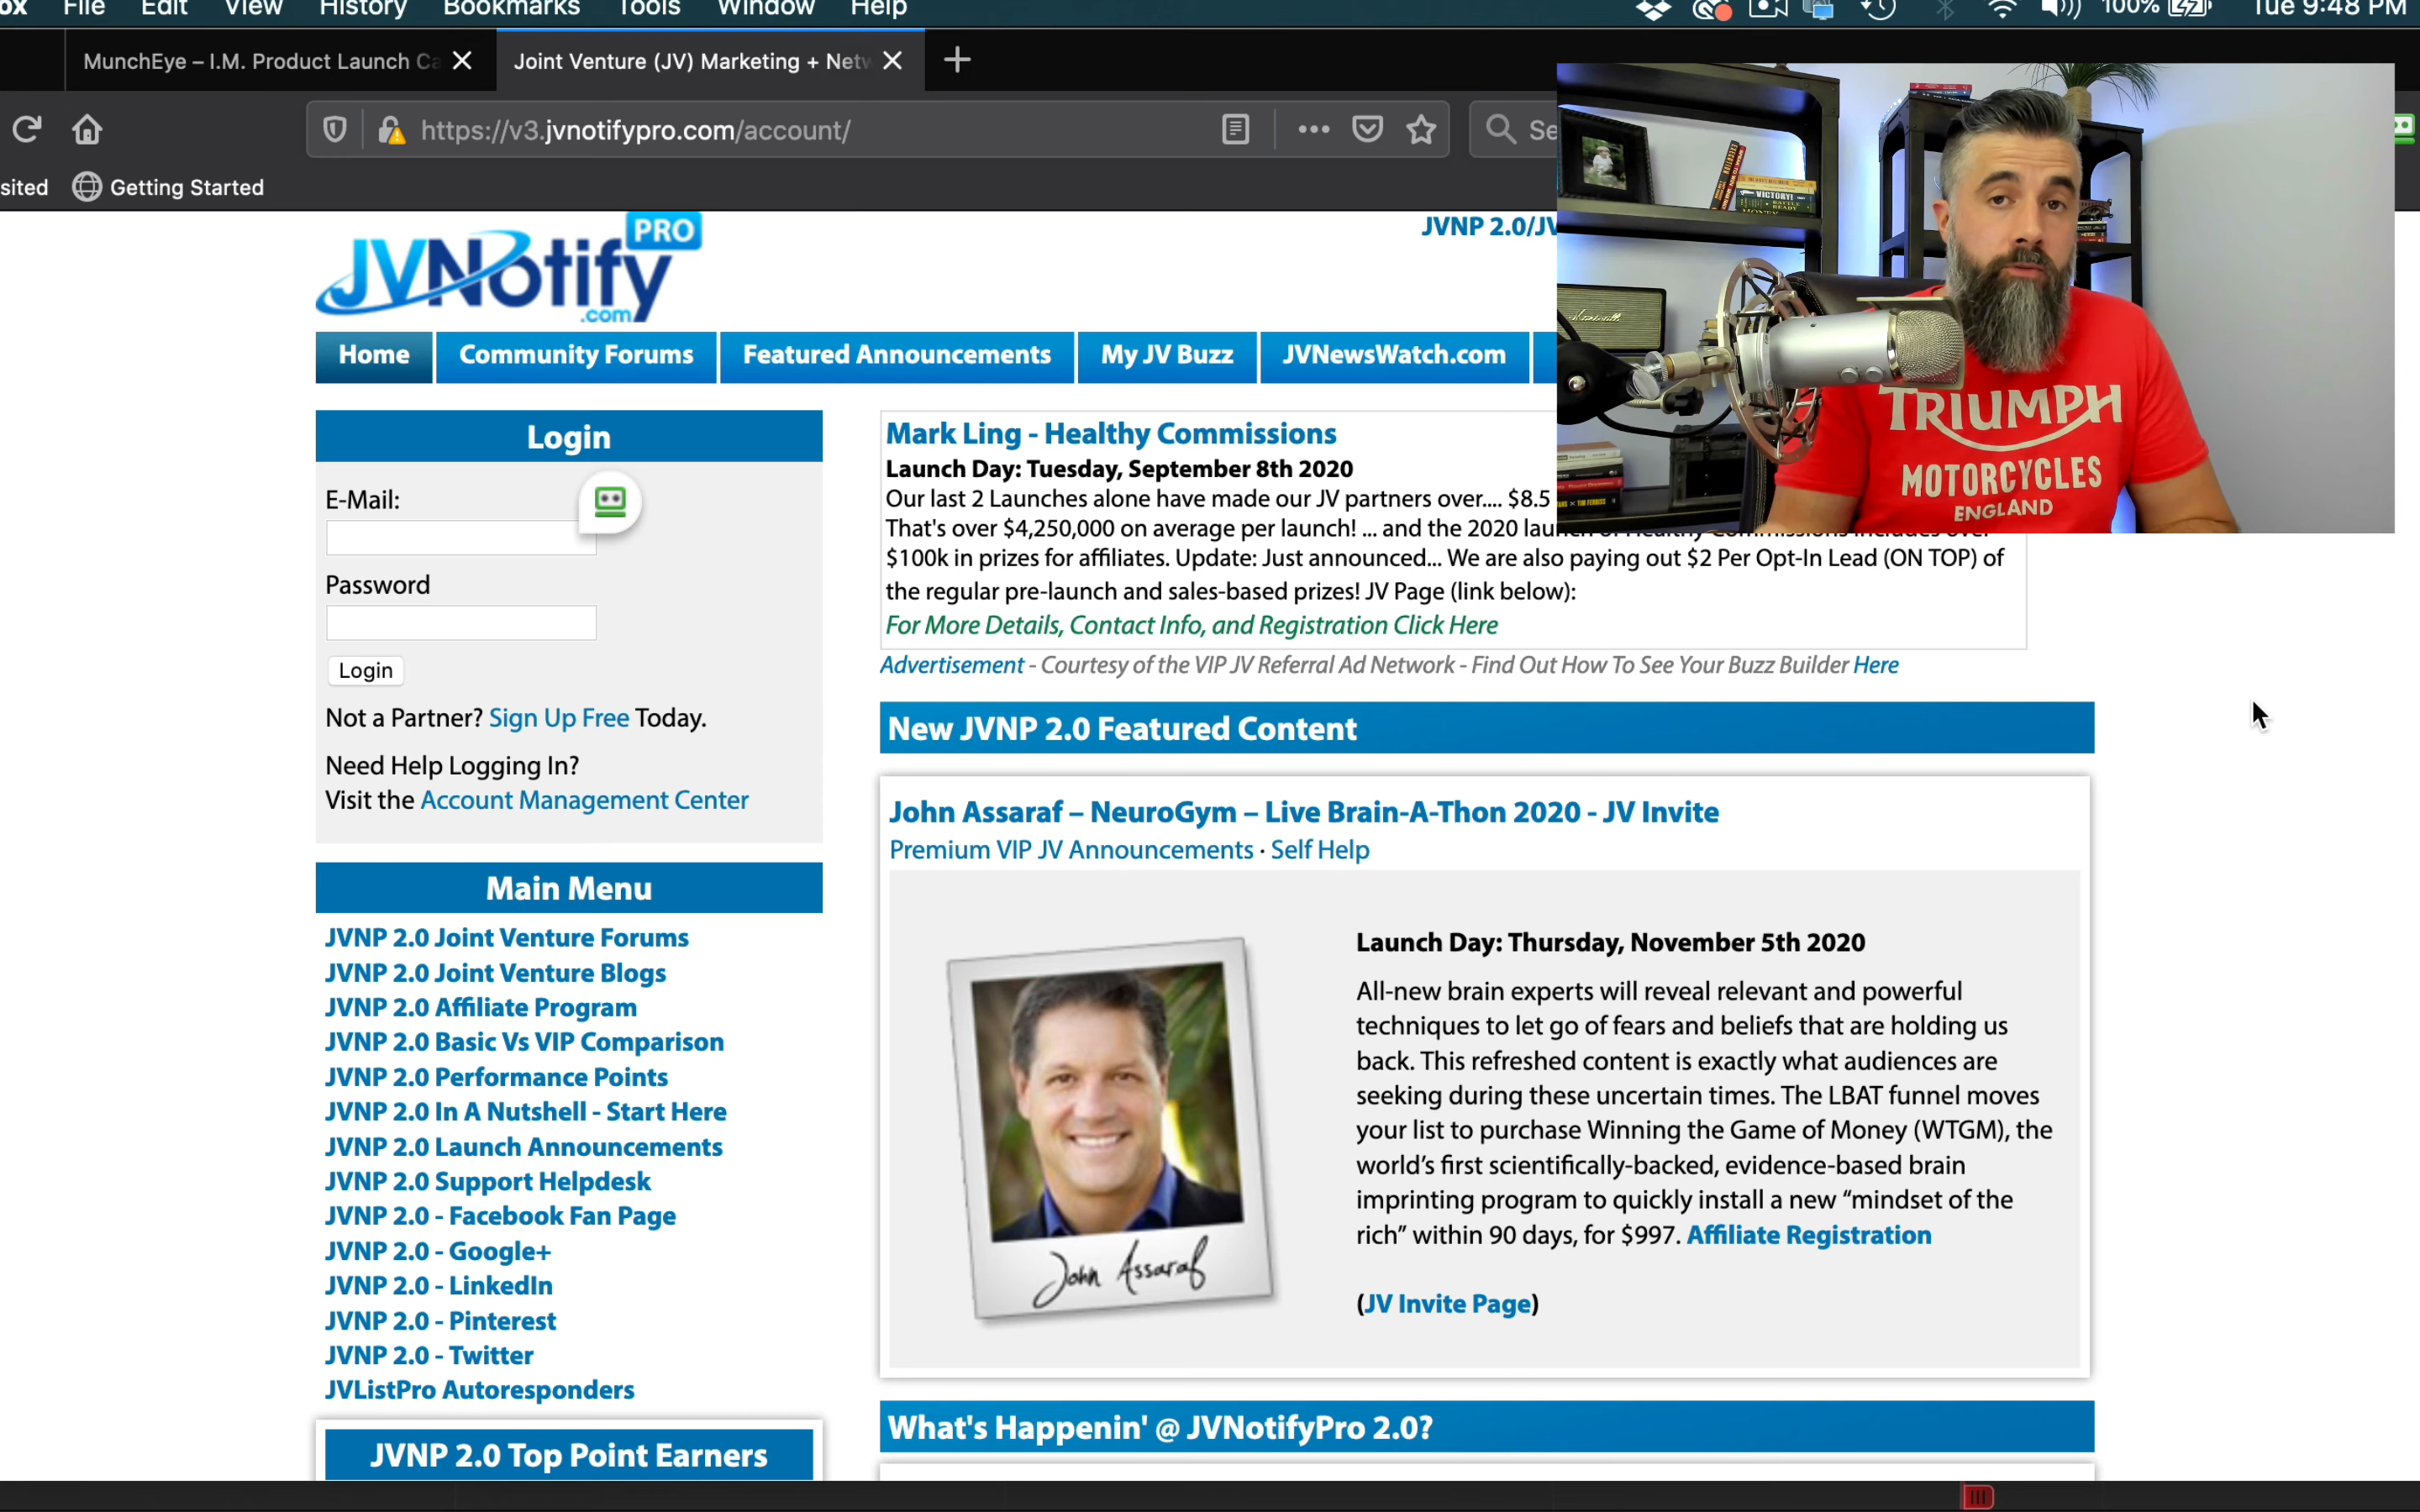 File Edit View History Bookmarks Tools Window Help 100% Tue 9:48 PM
MunchEye – I.M. Product Launch Joint Venture (JV) Marketing +
https://v3.jvnotifypro.com/account/
Getting Started
JVNotify PRO
.com
JVNP 2.0/JV
Home Community Forums Featured Announcements My JV Buzz JVNewsWatch.com
Login
E-Mail:
Password
Login
Not a Partner? Sign Up Free Today.
Need Help Logging In?
Visit the Account Management Center
Main Menu
JVNP 2.0 Joint Venture Forums
JVNP 2.0 Joint Venture Blogs
JVNP 2.0 Affiliate Program
JVNP 2.0 Basic Vs VIP Comparison
JVNP 2.0 Performance Points
JVNP 2.0 In A Nutshell - Start Here
JVNP 2.0 Launch Announcements
JVNP 2.0 Support Helpdesk
JVNP 2.0 - Facebook Fan Page
JVNP 2.0 - Google+
JVNP 2.0 - LinkedIn
JVNP 2.0 - Pinterest
JVNP 2.0 - Twitter
JVListPro Autoresponders
JVNP 2.0 Top Point Earners
Mark Ling - Healthy Commissions
Launch Day: Tuesday, September 8th 2020
Our last 2 Launches alone have made our JV partners over.... $8.5
That's over $4,250,000 on average per launch! ... and the 2020
$100k in prizes for affiliates. Update: Just announced... We are also paying out $2 Per Opt-In Lead (ON TOP) of
the regular pre-launch and sales-based prizes! JV Page (link below):
For More Details, Contact Info, and Registration Click Here
Advertisement - Courtesy of the VIP JV Referral Ad Network - Find Out How To See Your Buzz Builder Here
New JVNP 2.0 Featured Content
John Assaraf – NeuroGym – Live Brain-A-Thon 2020 - JV Invite
Premium VIP JV Announcements · Self Help
John Assaraf
Launch Day: Thursday, November 5th 2020
All-new brain experts will reveal relevant and powerful
techniques to let go of fears and beliefs that are holding us
back. This refreshed content is exactly what audiences are
seeking during these uncertain times. The LBAT funnel moves
your list to purchase Winning the Game of Money (WTGM), the
world's first scientifically-backed, evidence-based brain
imprinting program to quickly install a new “mindset of the
rich” within 90 days, for $997. Affiliate Registration
(JV Invite Page)
What's Happenin' @ JVNotifyPro 2.0?
VICTORY!
TRIUMPH
MOTORCYCLES
ENGLAND